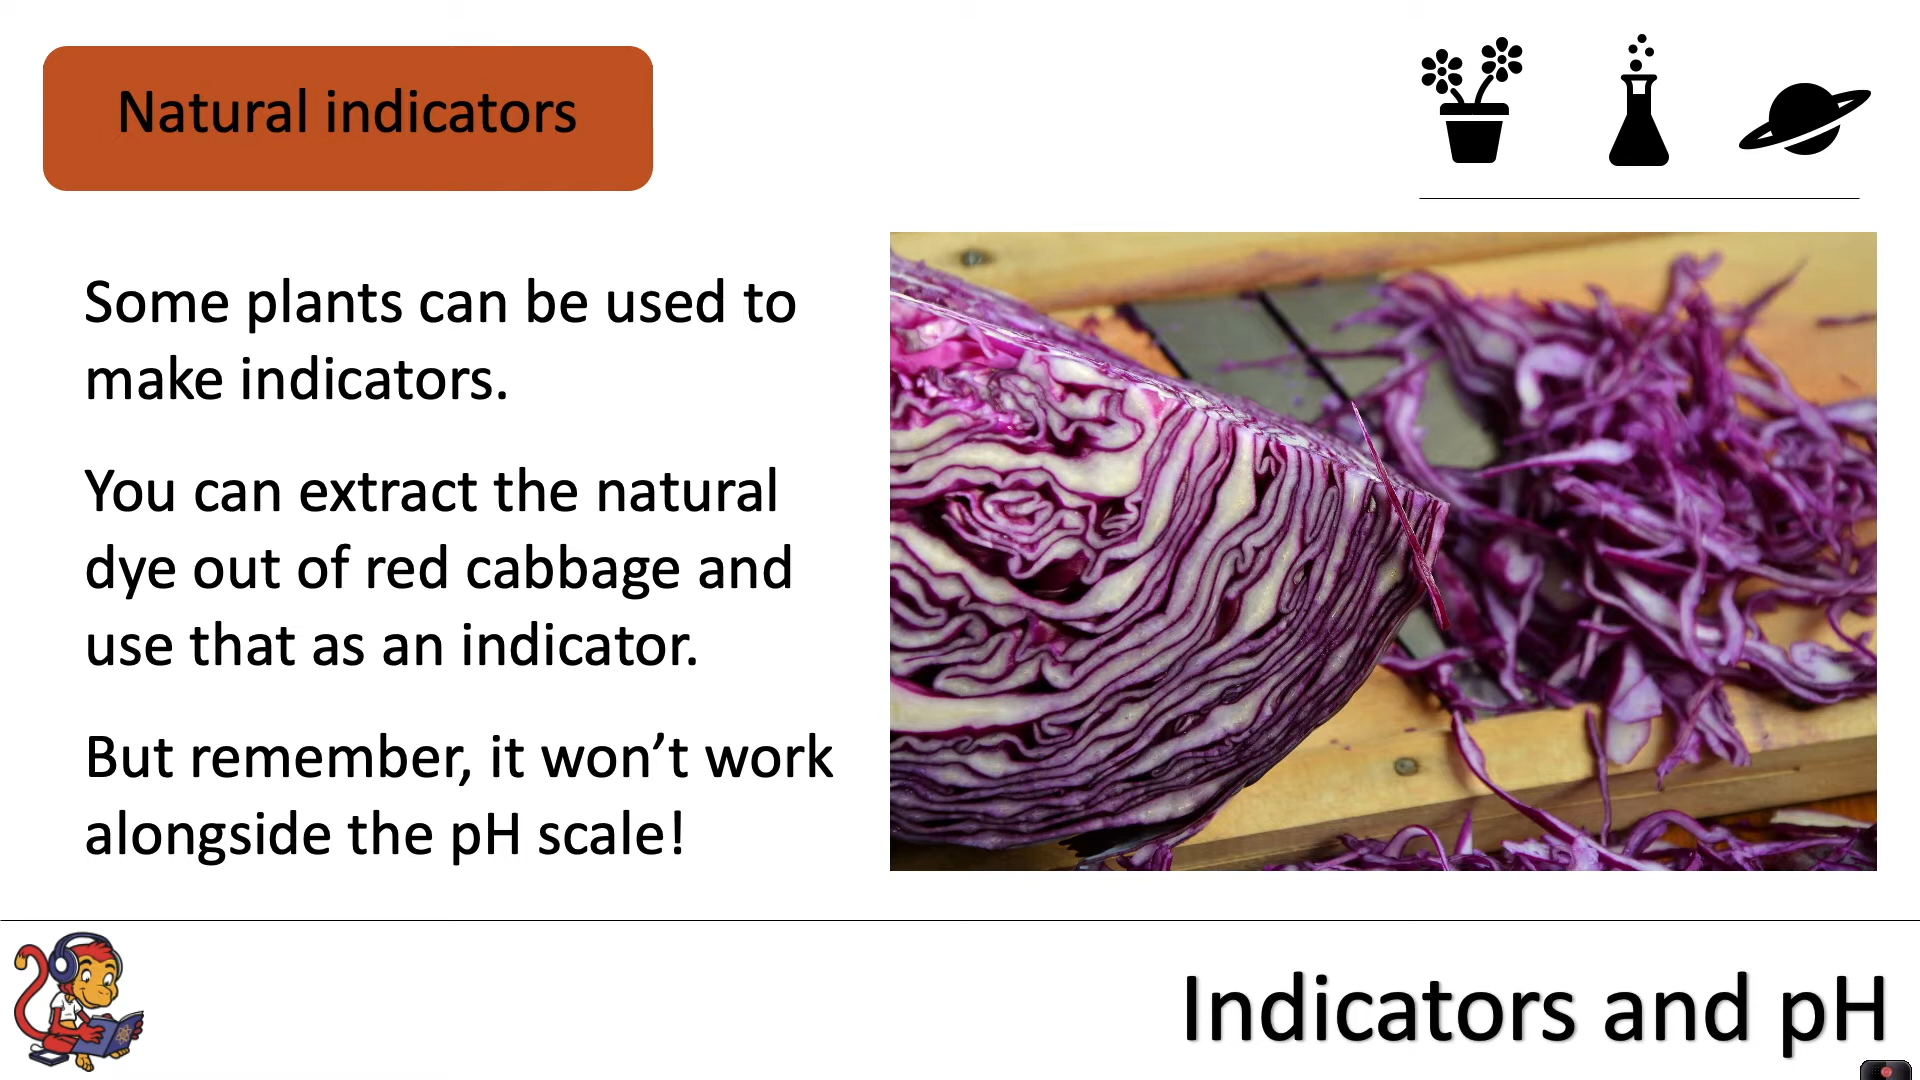 Natural indicators
Some plants can be used to
make indicators.
You can extract the natural
dye out of red cabbage and
use that as an indicator.
But remember, it won’t work
alongside the pH scale!
Indicators and pH